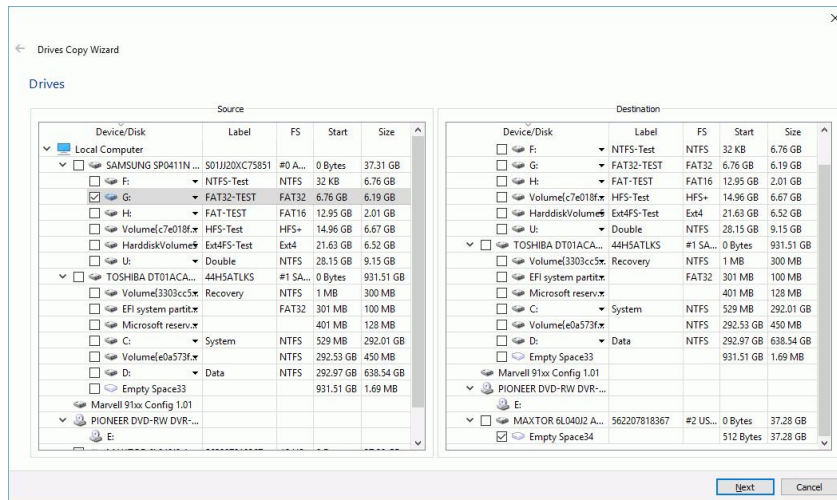 Drives Copy Wizard
Drives
Source
Device/Disk Label FS Start Size
Local Computer
SAMSUNG SP0411N ... S01JJ20XC75851 #0 A... 0 Bytes 37.31 GB
F: NTFS-Test NTFS 32 KB 6.76 GB
G: FAT32-TEST FAT32 6.76 GB 6.19 GB
H: FAT-TEST FAT16 12.95 GB 2.01 GB
Volume{c7e018f. HFS-Test HFS+ 14.96 GB 6.67 GB
HarddiskVolume Ext4FS-Test Ext4 21.63 GB 6.52 GB
U: Double NTFS 28.15 GB 9.15 GB
TOSHIBA DT01ACA... 44H5ATLKS #1 SA... 0 Bytes 931.51 GB
Volume{3303cc5 Recovery NTFS 1 MB 300 MB
EFI system partit FAT32 301 MB 100 MB
Microsoft reserv. 401 MB 128 MB
C: System NTFS 529 MB 292.01 GB
Volume{e0a573f. NTFS 292.53 GB 450 MB
D: Data NTFS 292.97 GB 638.54 GB
Empty Space33 931.51 GB 1.69 MB
Marvell 91xx Config 1.01
PIONEER DVD-RW DVR-...
E:
Destination
Device/Disk Label FS Start Size
F: NTFS-Test NTFS 32 KB 6.76 GB
G: FAT32-TEST FAT32 6.76 GB 6.19 GB
H: FAT-TEST FAT16 12.95 GB 2.01 GB
Volume{c7e018f. HFS-Test HFS+ 14.96 GB 6.67 GB
HarddiskVolume Ext4FS-Test Ext4 21.63 GB 6.52 GB
U: Double NTFS 28.15 GB 9.15 GB
TOSHIBA DT01ACA... 44H5ATLKS #1 SA... 0 Bytes 931.51 GB
Volume{3303cc5 Recovery NTFS 1 MB 300 MB
EFI system partit FAT32 301 MB 100 MB
Microsoft reserv. 401 MB 128 MB
C: System NTFS 529 MB 292.01 GB
Volume{e0a573f. NTFS 292.53 GB 450 MB
D: Data NTFS 292.97 GB 638.54 GB
Empty Space33 931.51 GB 1.69 MB
Marvell 91xx Config 1.01
PIONEER DVD-RW DVR-...
E:
MAXTOR 6L040J2 A... 562207818367 #2 US... 0 Bytes 37.28 GB
Empty Space34 512 Bytes 37.28 GB
Next Cancel